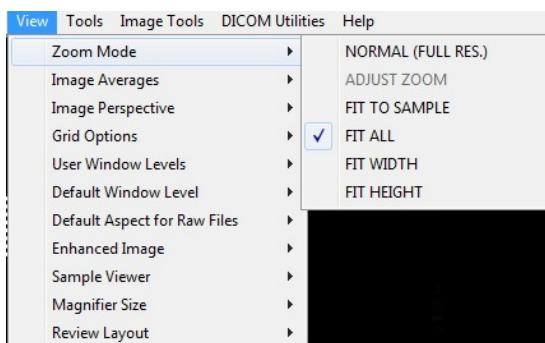 View Tools Image Tools DICOM Utilities Help
Zoom Mode
Image Averages
Image Perspective
Grid Options
User Window Levels
Default Window Level
Default Aspect for Raw Files
Enhanced Image
Sample Viewer
Magnifier Size
Review Layout
NORMAL (FULL RES.)
ADJUST ZOOM
FIT TO SAMPLE
FIT ALL
FIT WIDTH
FIT HEIGHT